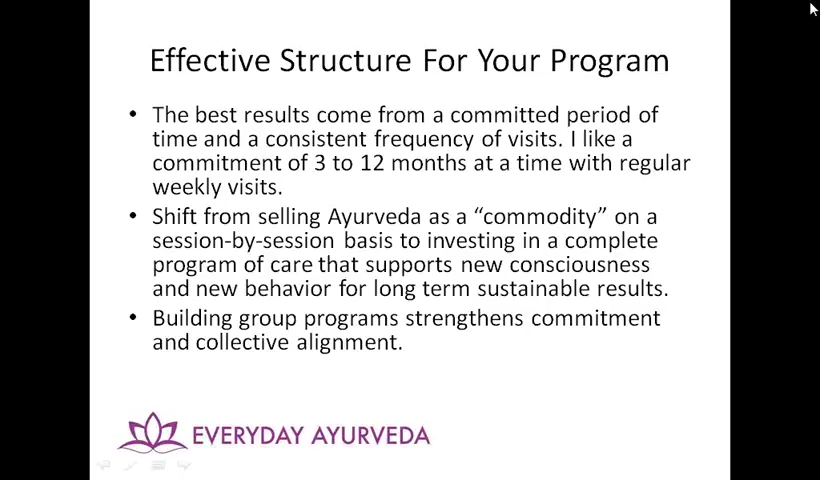 Effective Structure For Your Program
• The best results come from a committed period of
time and a consistent frequency of visits. I like a
commitment of 3 to 12 months at a time with regular
weekly visits.
• Shift from selling Ayurveda as a “commodity” on a
session-by-session basis to investing in a complete
program of care that supports new consciousness
and new behavior for long term sustainable results.
• Building group programs strengthens commitment
and collective alignment.
EVERYDAY AYURVEDA